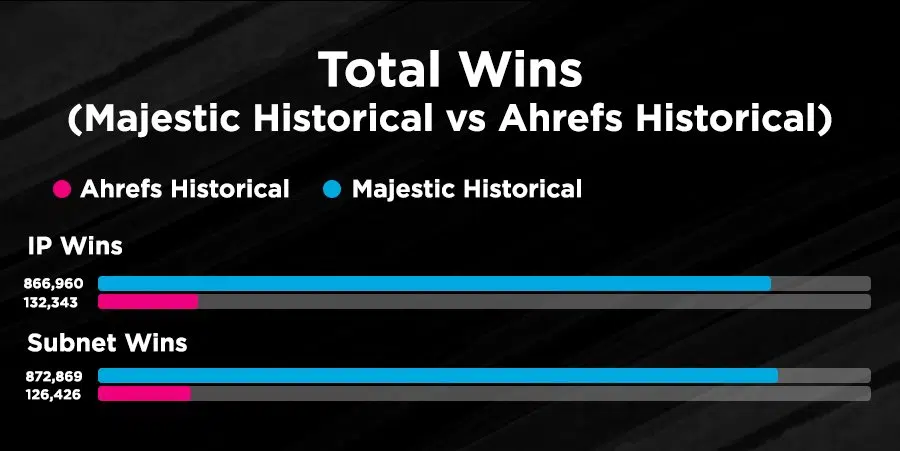 Total Wins
(Majestic Historical vs Ahrefs Historical)
Ahrefs Historical Majestic Historical
IP Wins
866,960
132,343
Subnet Wins
872,869
126,426